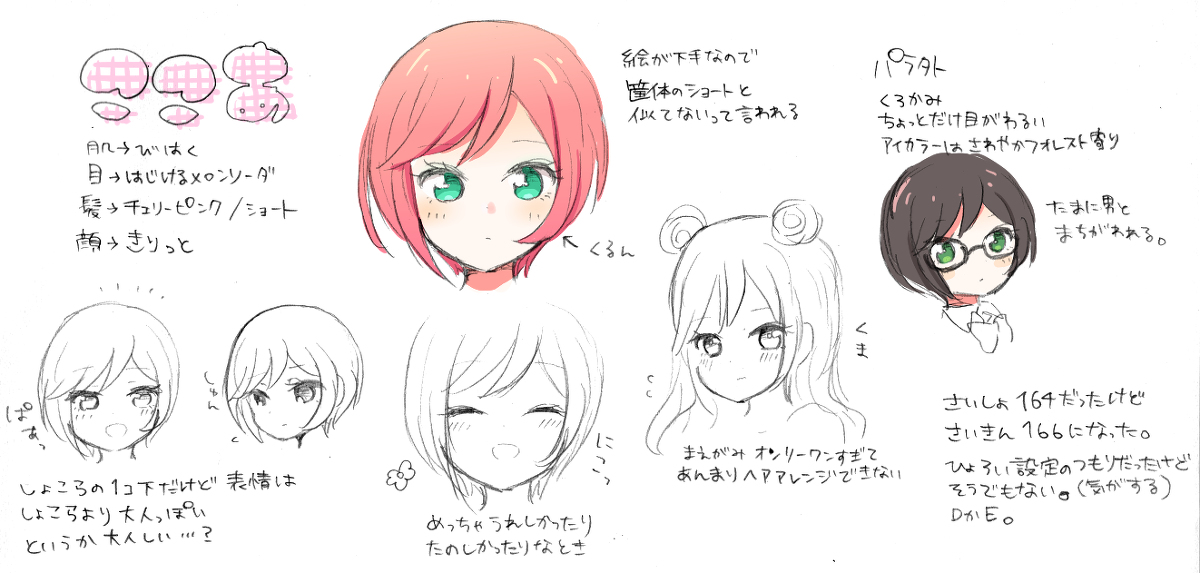 ここあ
肌→びはく
目→はじけるメロンソーダ
髪→チェリーピンク/ショート
顔→きりっと
絵が下手なので
筐体のショートと
似てないって言われる
くるん
パラタト
くろかみ
ちょっとだけ目がわるい
アイカラーはさわやかフォレスト寄り
たまに男と
まちがわれる。
ぱぁっ
しゅん
しょころの1コ下だけど
しょころより大人っぽい
というか大人しい…?
表情は
にこっ
めっちゃうれしかったり
たのしかったりなとき
くま
まえがみオンリーワンすぎて
あんまりヘアアレンジできない
さいしょ164だったけど
さいきん166になった。
ひょろい設定のつもりだったけど
そうでもない。(気がする)
DかE。